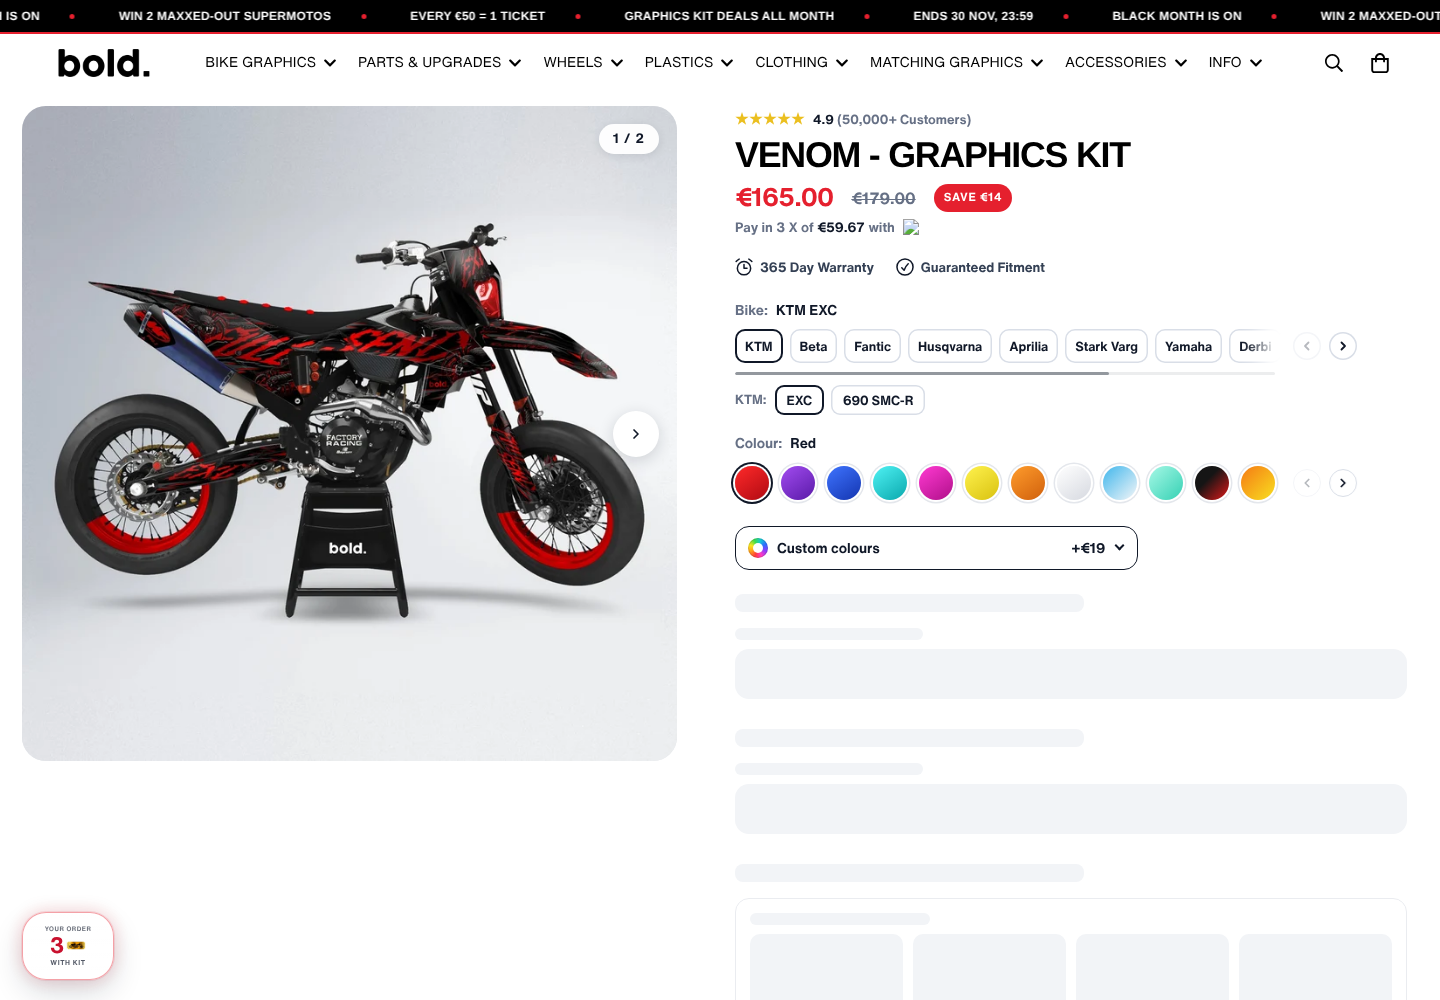 IS ON • WIN 2 MAXXED-OUT SUPERMOTOS • EVERY €50 = 1 TICKET • GRAPHICS KIT DEALS ALL MONTH • ENDS 30 NOV, 23:59 • BLACK MONTH IS ON • WIN 2 MAXXED-OUT
bold. BIKE GRAPHICS PARTS & UPGRADES WHEELS PLASTICS CLOTHING MATCHING GRAPHICS ACCESSORIES INFO
1 / 2
FACTORY
RACING
bold.
bold.
★★★★★ 4.9 (50,000+ Customers)
VENOM - GRAPHICS KIT
€165.00 €179.00 SAVE €14
Pay in 3 X of €59.67 with
365 Day Warranty Guaranteed Fitment
Bike: KTM EXC
KTM Beta Fantic Husqvarna Aprilia Stark Varg Yamaha Derbi
KTM: EXC 690 SMC-R
Colour: Red
Custom colours +€19
YOUR ORDER
3
WITH KIT